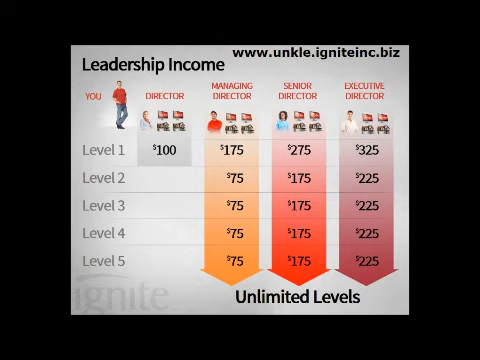 www.unkle.igniteinc.biz
Leadership Income
YOU DIRECTOR MANAGING DIRECTOR SENIOR DIRECTOR EXECUTIVE DIRECTOR
Level 1 $100 $175 $275 $325
Level 2 $75 $175 $225
Level 3 $75 $175 $225
Level 4 $75 $175 $225
Level 5 $75 $175 $225
ignite
Unlimited Levels